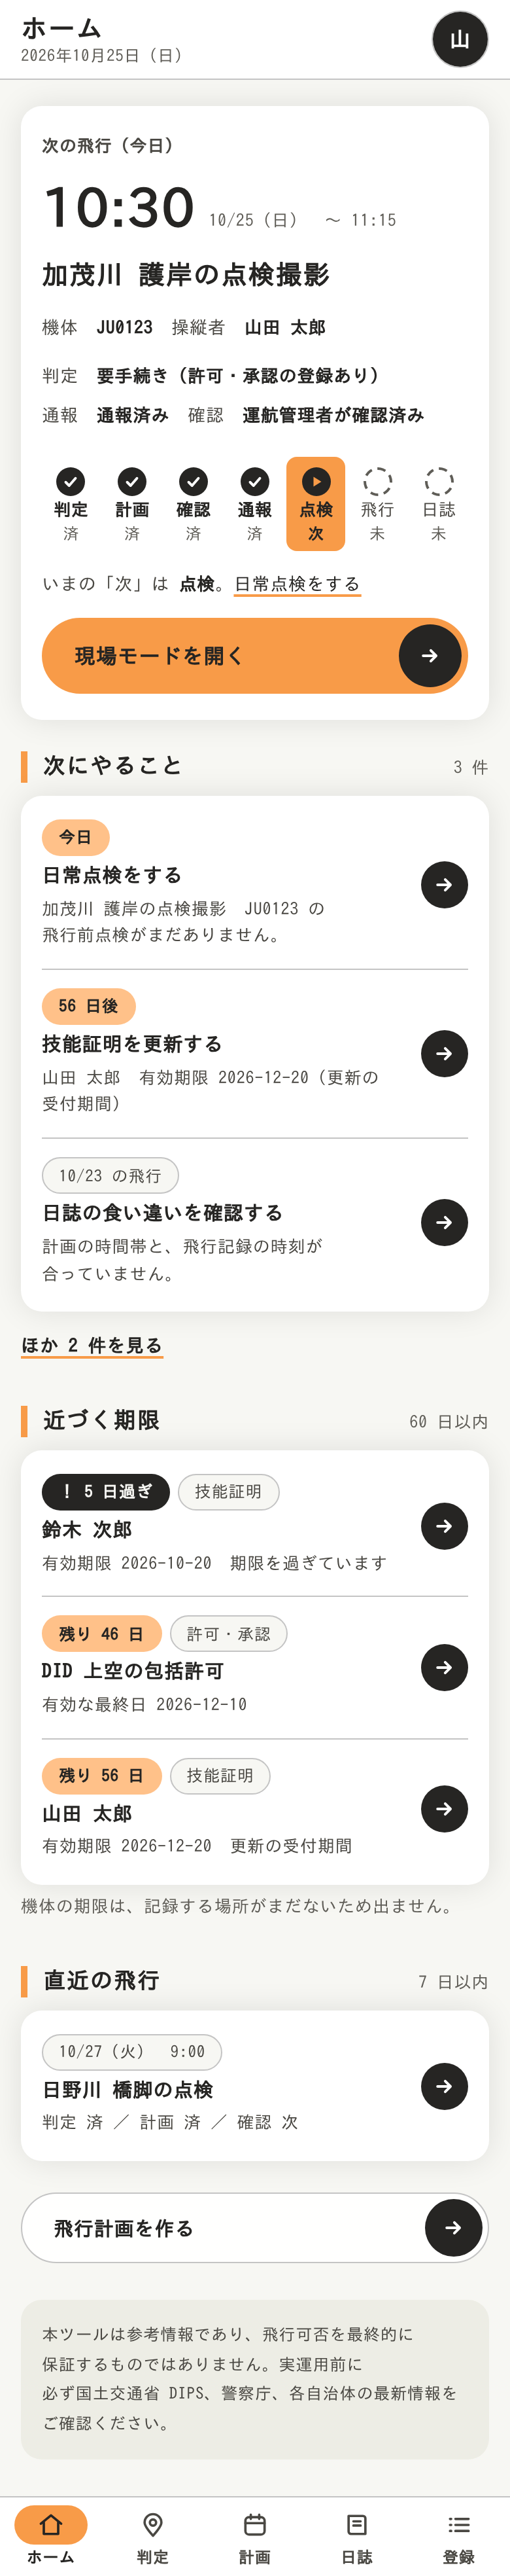 ホーム
2026年10月25日（日）
山
次の飛行（今日）
10:30 10/25（日） ～ 11:15
加茂川 護岸の点検撮影
機体 JU0123 操縦者 山田 太郎
判定 要手続き（許可・承認の登録あり）
通報 通報済み 確認 運航管理者が確認済み
判定 計画 確認 通報 点検 飛行 日誌
済 済 済 済 次 未 未
いまの「次」は 点検。日常点検をする
現場モードを開く
次にやること 3 件
今日
日常点検をする
加茂川 護岸の点検撮影 JU0123 の
飛行前点検がまだありません。
56 日後
技能証明を更新する
山田 太郎 有効期限 2026-12-20（更新の
受付期間）
10/23 の飛行
日誌の食い違いを確認する
計画の時間帯と、飛行記録の時刻が
合っていません。
ほか 2 件を見る
近づく期限 60 日以内
! 5 日過ぎ 技能証明
鈴木 次郎
有効期限 2026-10-20 期限を過ぎています
残り 46 日 許可・承認
DID 上空の包括許可
有効な最終日 2026-12-10
残り 56 日 技能証明
山田 太郎
有効期限 2026-12-20 更新の受付期間
機体の期限は、記録する場所がまだないため出ません。
直近の飛行 7 日以内
10/27（火） 9:00
日野川 橋脚の点検
判定 済 ／ 計画 済 ／ 確認 次
飛行計画を作る
本ツールは参考情報であり、飛行可否を最終的に
保証するものではありません。実運用前に
必ず国土交通省 DIPS、警察庁、各自治体の最新情報を
ご確認ください。
ホーム 判定 計画 日誌 登録